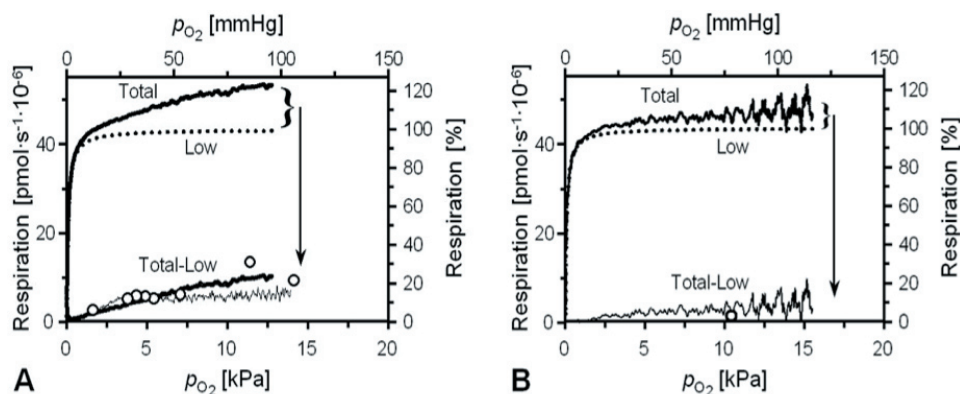 pO2 [mmHg]
0 50 100 150
Respiration [pmol·s-1·10-6]
Total
Low
Total-Low
40
20
0
120
100
80
60
40
20
0
Respiration [%]
0 5 10 15 20
A
pO2 [kPa]
pO2 [mmHg]
0 50 100 150
Respiration [pmol·s-1·10-6]
Total
Low
Total-Low
40
20
0
120
100
80
60
40
20
0
Respiration [%]
0 5 10 15 20
B
pO2 [kPa]